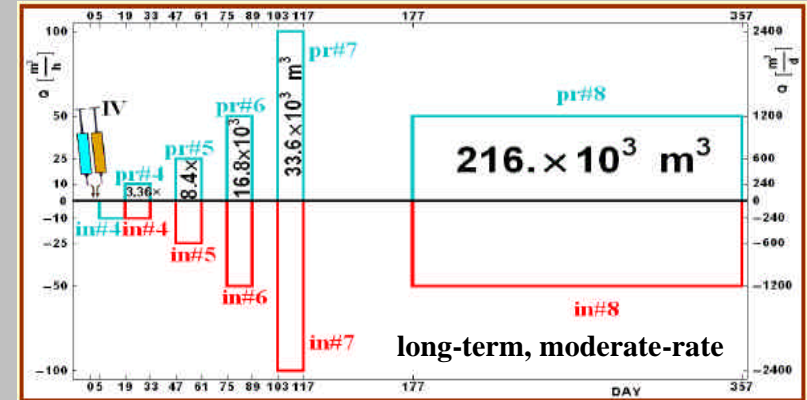 0 5 19 33 47 61 75 89 103 117 177 357
100 2400
Q [m³/h]
Q [m³/d]
pr#7
pr#6
pr#8
IV
50 1200
pr#5
pr#4
25 600
10 240
0 0
3.36×
8.4×
16.8×10³
33.6×10³ m³
216.×10³ m³
-10 -240
in#4 in#4
-25 -600
in#5
-50 -1200
in#6
in#8
in#7
long-term, moderate-rate
-100 -2400
0 5 19 33 47 61 75 89 103 117 177 DAY 357